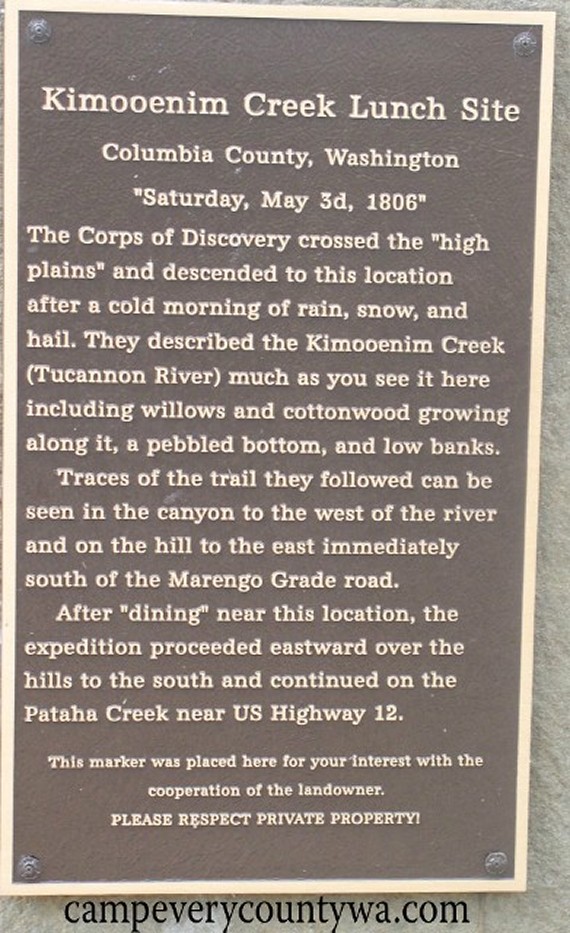 Kimooenim Creek Lunch Site
Columbia County, Washington
"Saturday, May 3d, 1806"
The Corps of Discovery crossed the "high
plains" and descended to this location
after a cold morning of rain, snow, and
hail. They described the Kimooenim Creek
(Tucannon River) much as you see it here
including willows and cottonwood growing
along it, a pebbled bottom, and low banks.
Traces of the trail they followed can be
seen in the canyon to the west of the river
and on the hill to the east immediately
south of the Marengo Grade road.
After "dining" near this location, the
expedition proceeded eastward over the
hills to the south and continued on the
Pataha Creek near US Highway 12.
This marker was placed here for your interest with the
cooperation of the landowner.
PLEASE RESPECT PRIVATE PROPERTY!
campeverycountywa.com